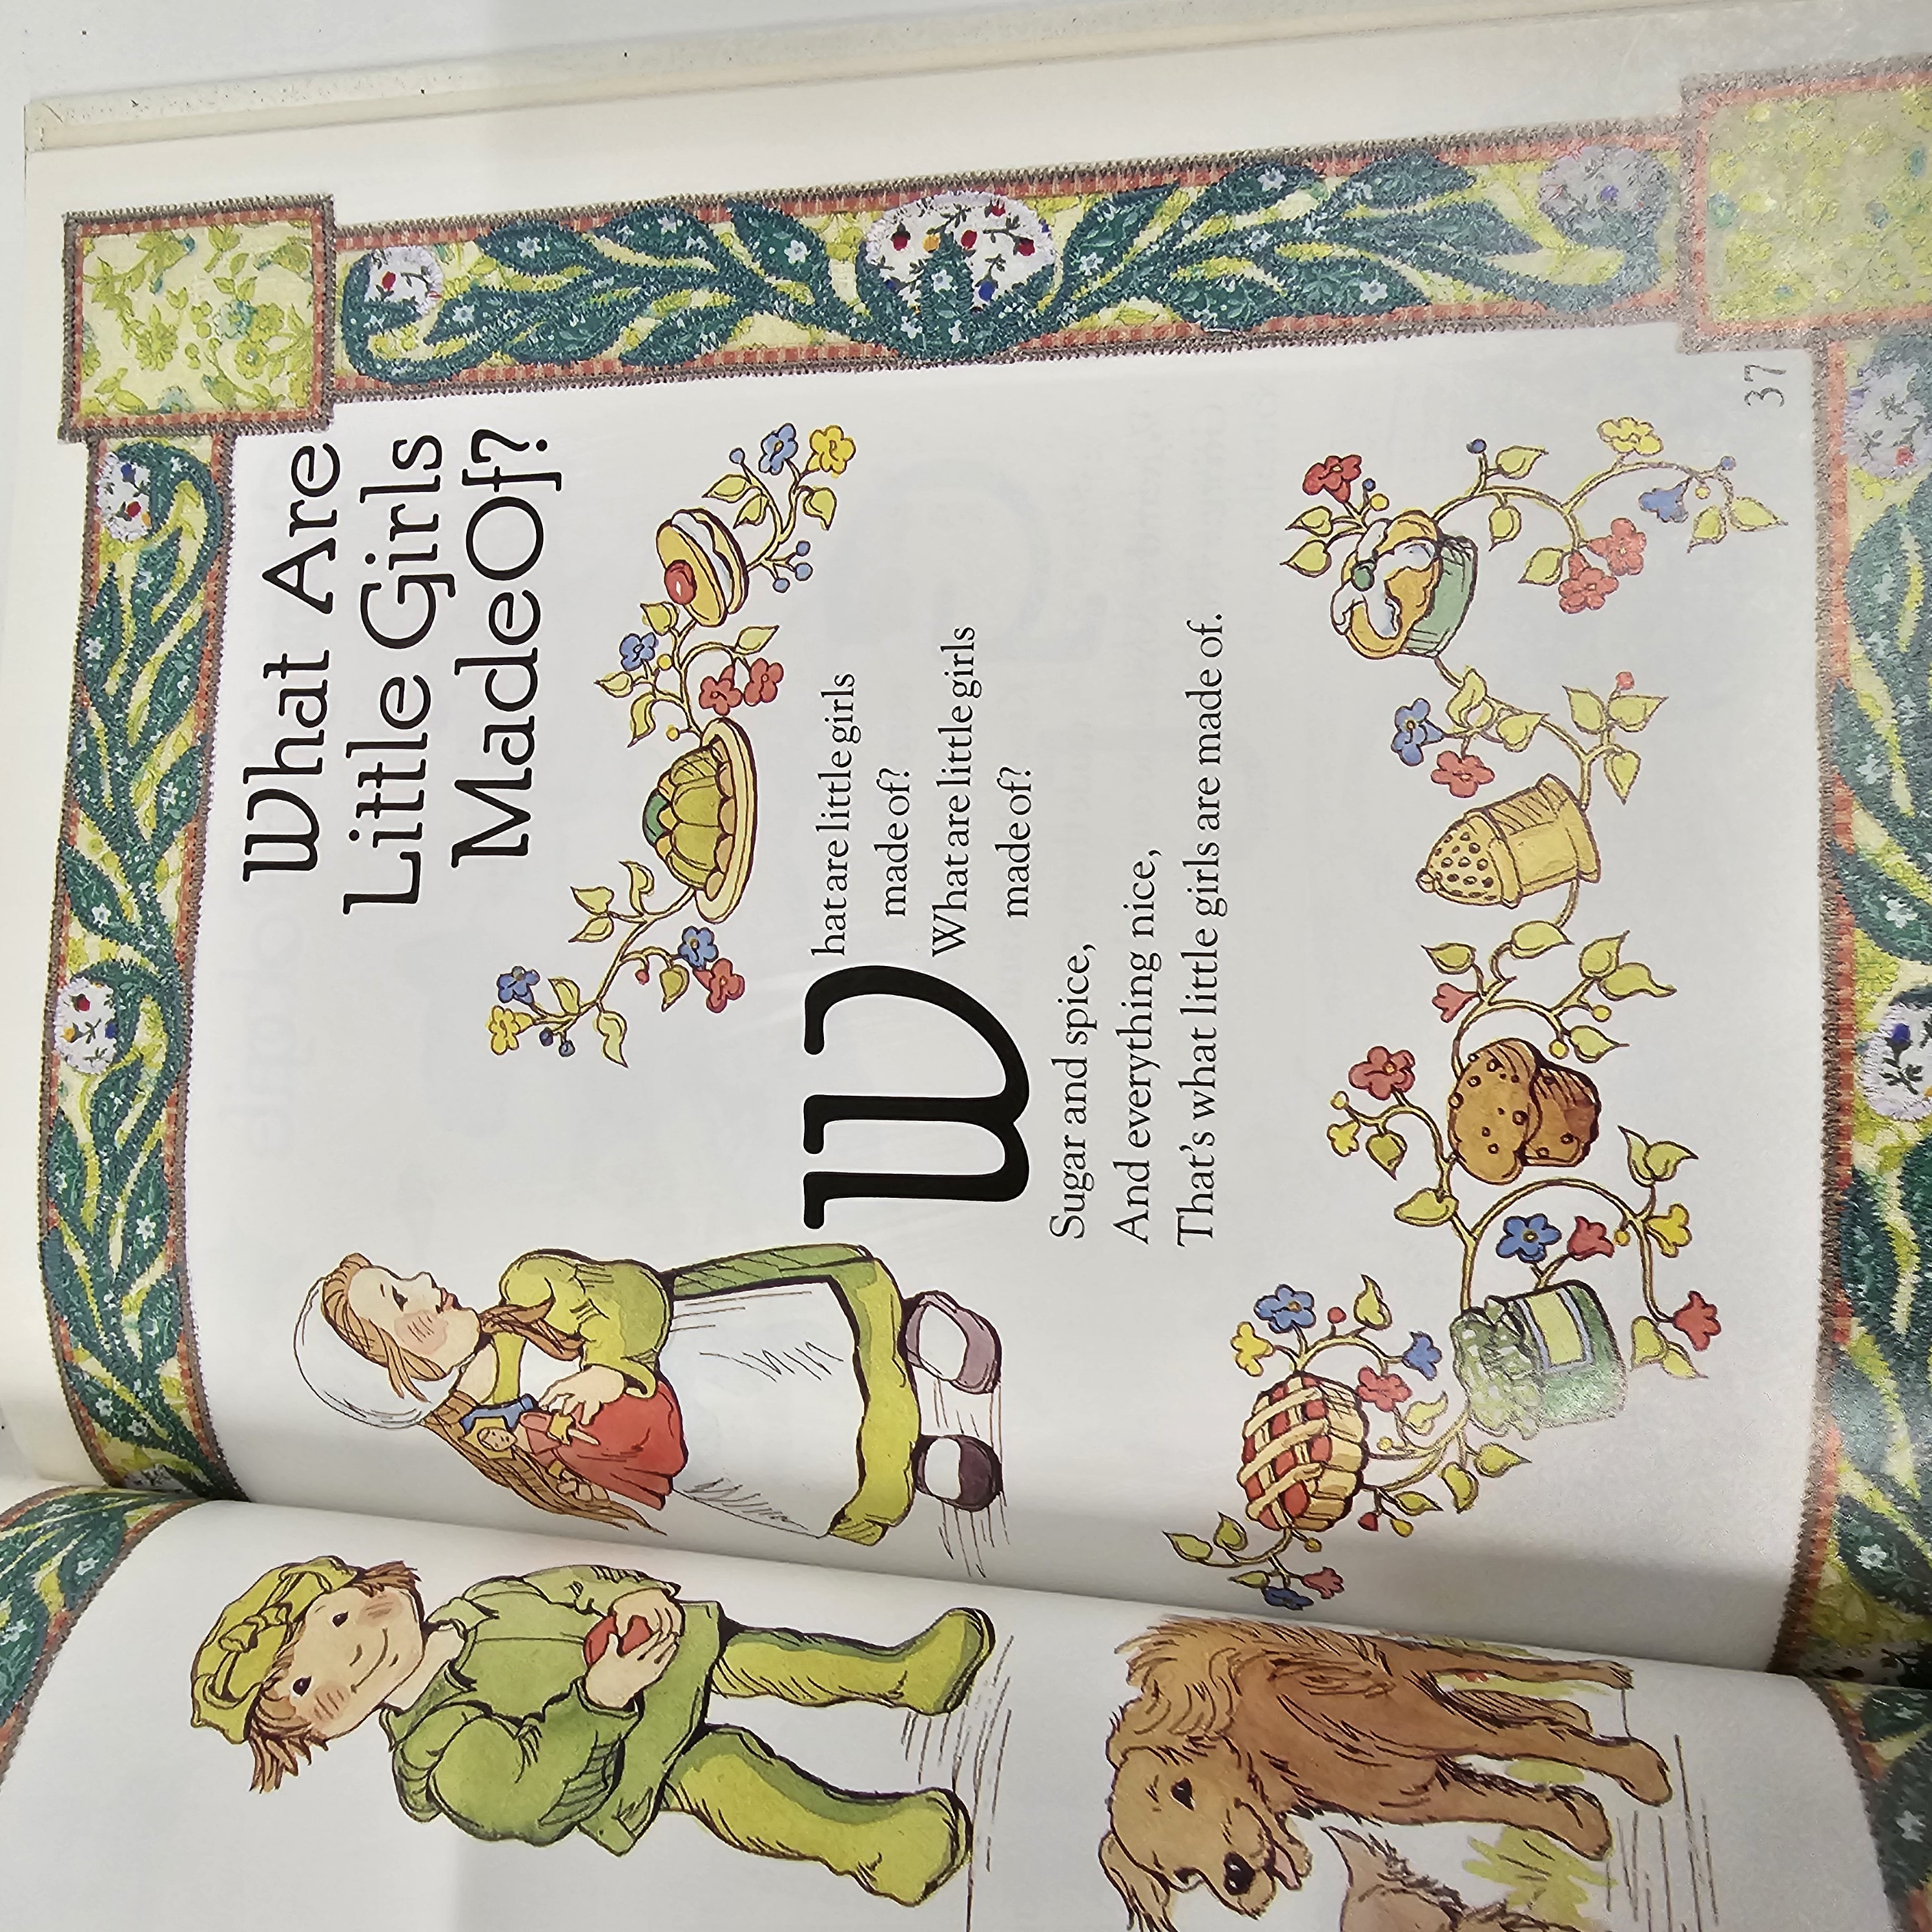 What Are
Little Girls
Made Of?
What are little girls
made of?
What are little girls
made of?
Sugar and spice,
And everything nice,
That's what little girls are made of.
37